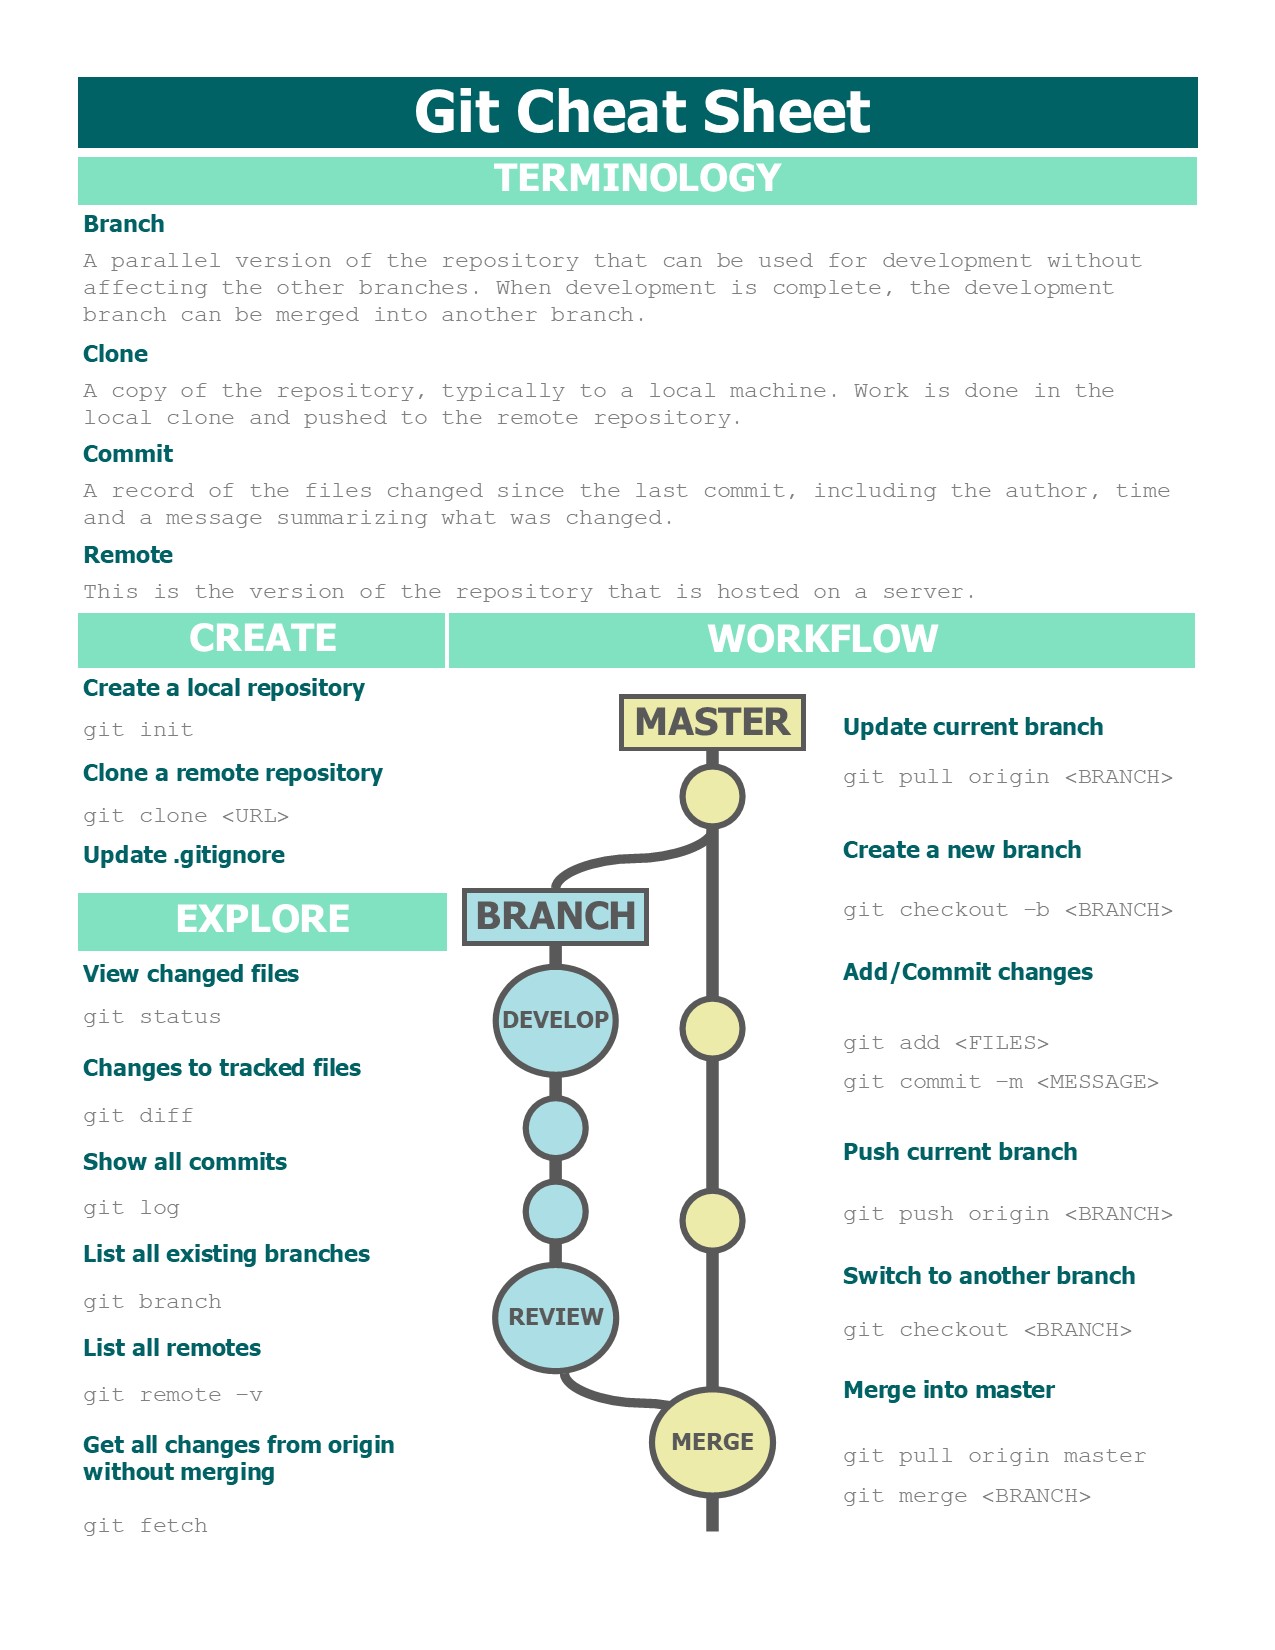 Git Cheat Sheet
TERMINOLOGY
Branch
A parallel version of the repository that can be used for development without
affecting the other branches. When development is complete, the development
branch can be merged into another branch.
Clone
A copy of the repository, typically to a local machine. Work is done in the
local clone and pushed to the remote repository.
Commit
A record of the files changed since the last commit, including the author, time
and a message summarizing what was changed.
Remote
This is the version of the repository that is hosted on a server.
CREATE
Create a local repository
git init
Clone a remote repository
git clone <URL>
Update .gitignore
EXPLORE
View changed files
git status
Changes to tracked files
git diff
Show all commits
git log
List all existing branches
git branch
List all remotes
git remote –v
Get all changes from origin
without merging
git fetch
WORKFLOW
MASTER
BRANCH
DEVELOP
REVIEW
MERGE
Update current branch
git pull origin <BRANCH>
Create a new branch
git checkout –b <BRANCH>
Add/Commit changes
git add <FILES>
git commit –m <MESSAGE>
Push current branch
git push origin <BRANCH>
Switch to another branch
git checkout <BRANCH>
Merge into master
git pull origin master
git merge <BRANCH>